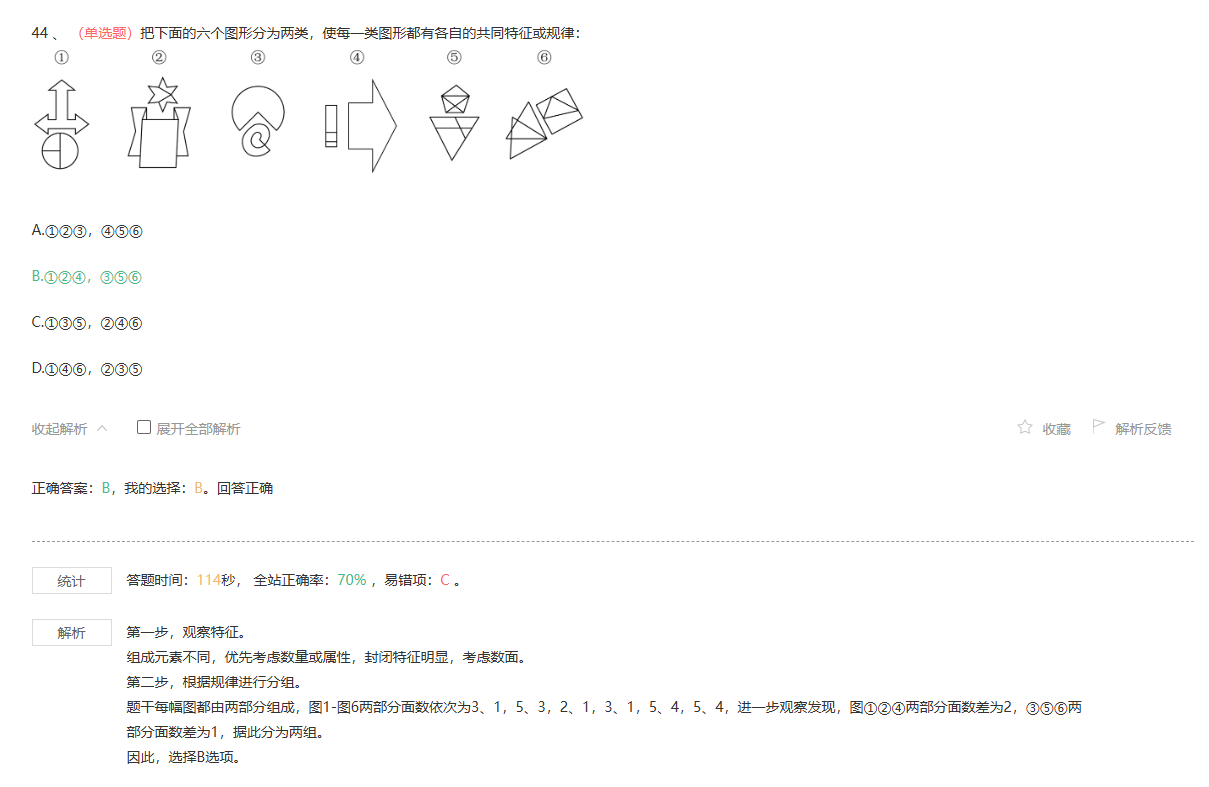 44 、 （单选题）把下面的六个图形分为两类，使每一类图形都有各自的共同特征或规律：
① ② ③ ④ ⑤ ⑥
A.①②③，④⑤⑥
B.①②④，③⑤⑥
C.①③⑤，②④⑥
D.①④⑥，②③⑤
收起解析 展开全部解析 收藏 解析反馈
正确答案：B，我的选择：B。回答正确
统计 答题时间：114秒， 全站正确率：70% ，易错项：C 。
解析 第一步，观察特征。
组成元素不同，优先考虑数量或属性，封闭特征明显，考虑数面。
第二步，根据规律进行分组。
题干每幅图都由两部分组成，图1-图6两部分面数依次为3、1，5、3，2、1，3、1，5、4，5、4，进一步观察发现，图①②④两部分面数差为2，③⑤⑥两
部分面数差为1，据此分为两组。
因此，选择B选项。